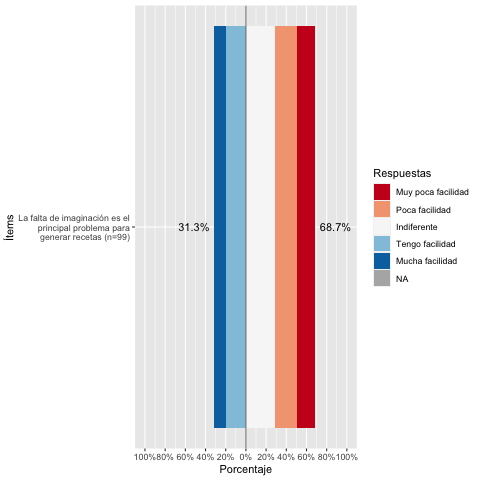 Ítems
La falta de imaginación es el
principal problema para
generar recetas (n=99)
31.3%
68.7%
100% 80% 60% 40% 20% 0% 20% 40% 60% 80% 100%
Porcentaje
Respuestas
Muy poca facilidad
Poca facilidad
Indiferente
Tengo facilidad
Mucha facilidad
NA